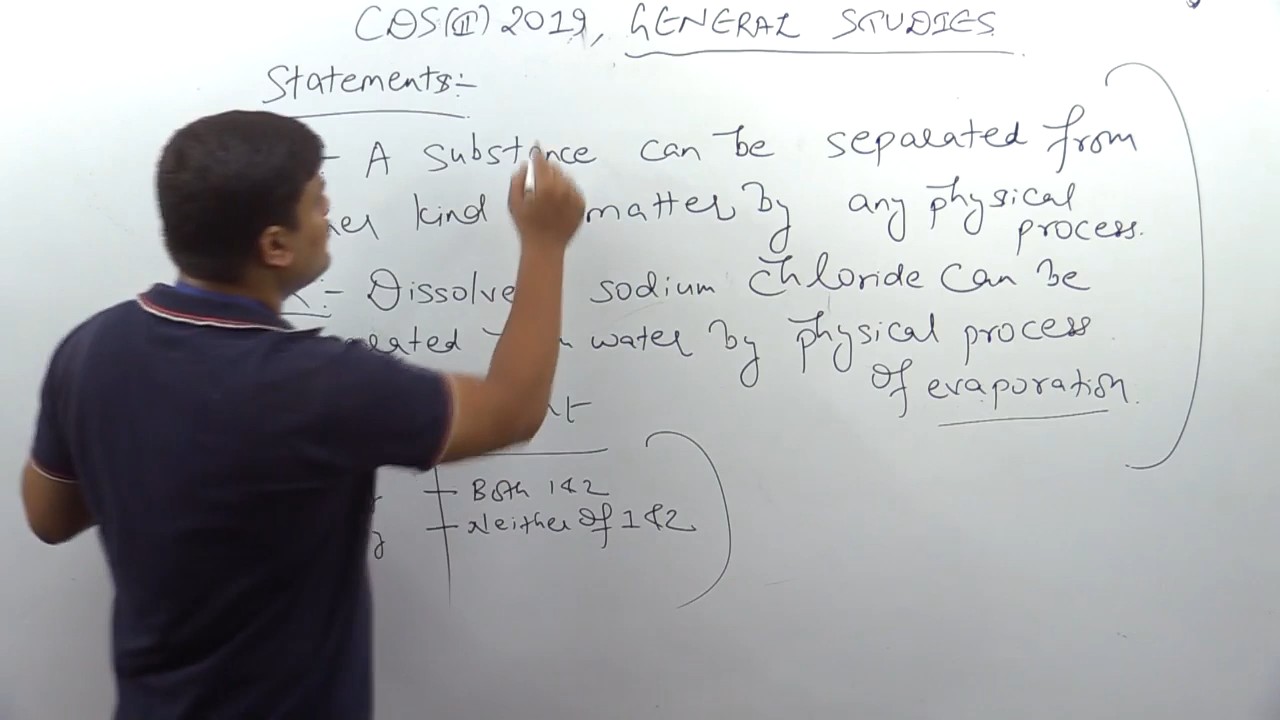 CDS(II) 2019, GENERAL STUDIES
Statements:-
:- A substance can be separated from
kind matter by any physical
process.
:- Dissolve sodium chloride can be
water by physical process
of evaporation.
Both 1&2
Neither of 1&2